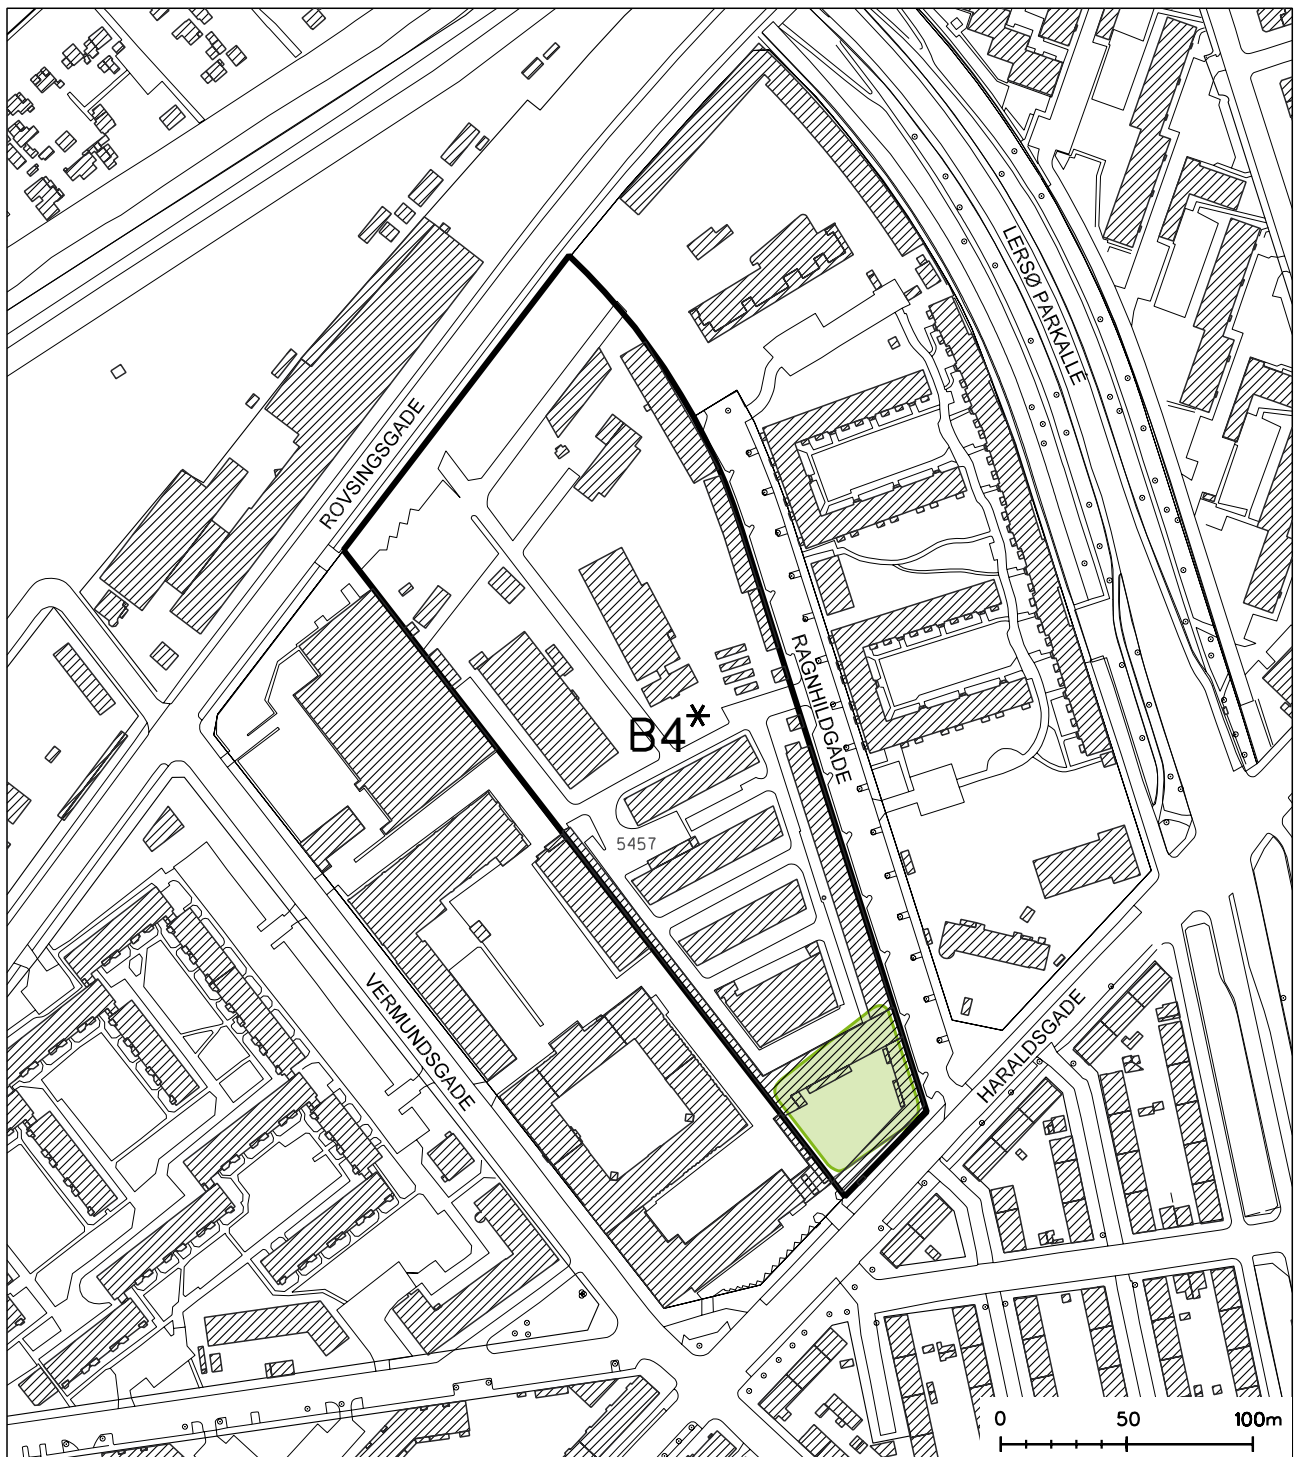 LERSØ PARKALLÉ
ROVSINGSGADE
RAGNHILDGADE
B4*
5457
VERMUNDSGADE
HARALDSGADE
0 50 100m